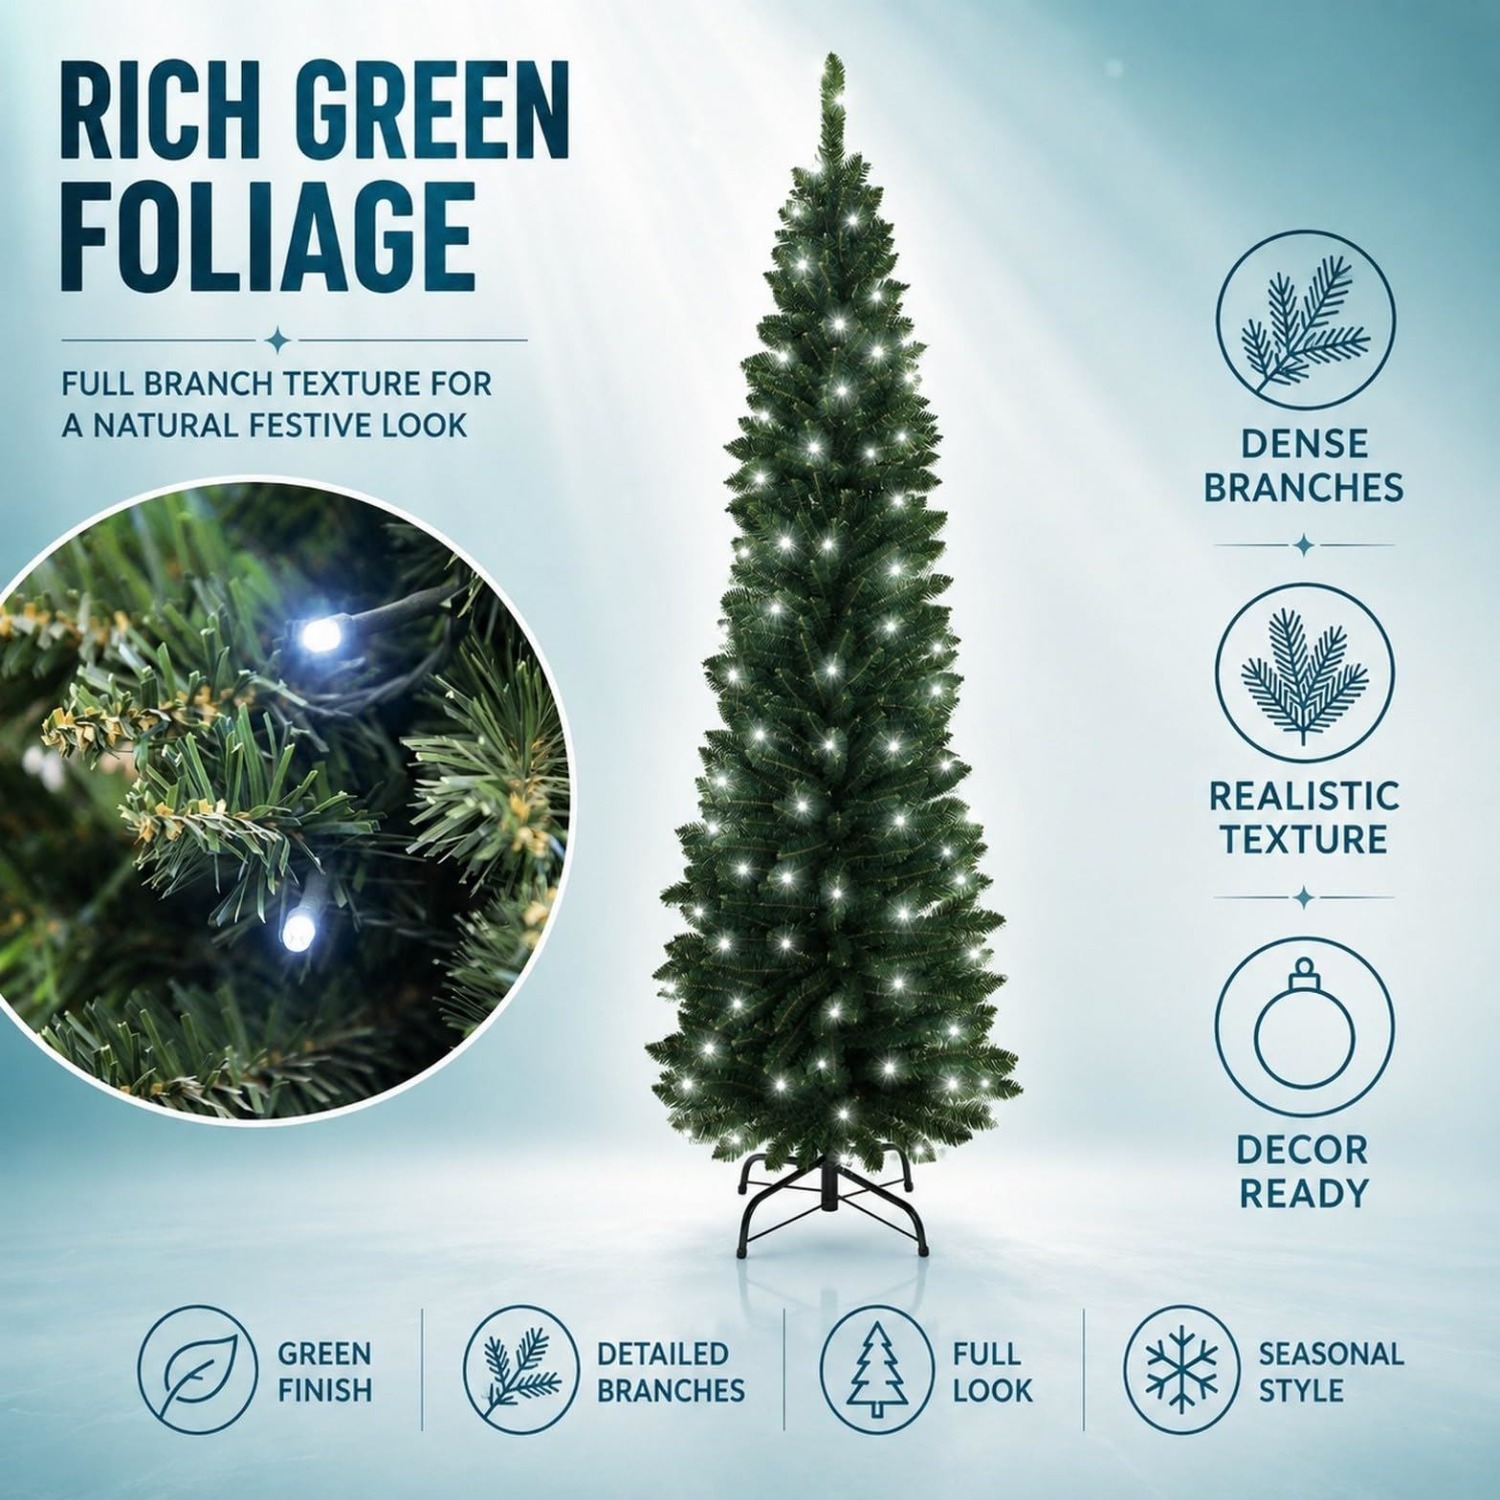 RICH GREEN
FOLIAGE
FULL BRANCH TEXTURE FOR
A NATURAL FESTIVE LOOK
DENSE
BRANCHES
REALISTIC
TEXTURE
DECOR
READY
GREEN
FINISH
DETAILED
BRANCHES
FULL
LOOK
SEASONAL
STYLE